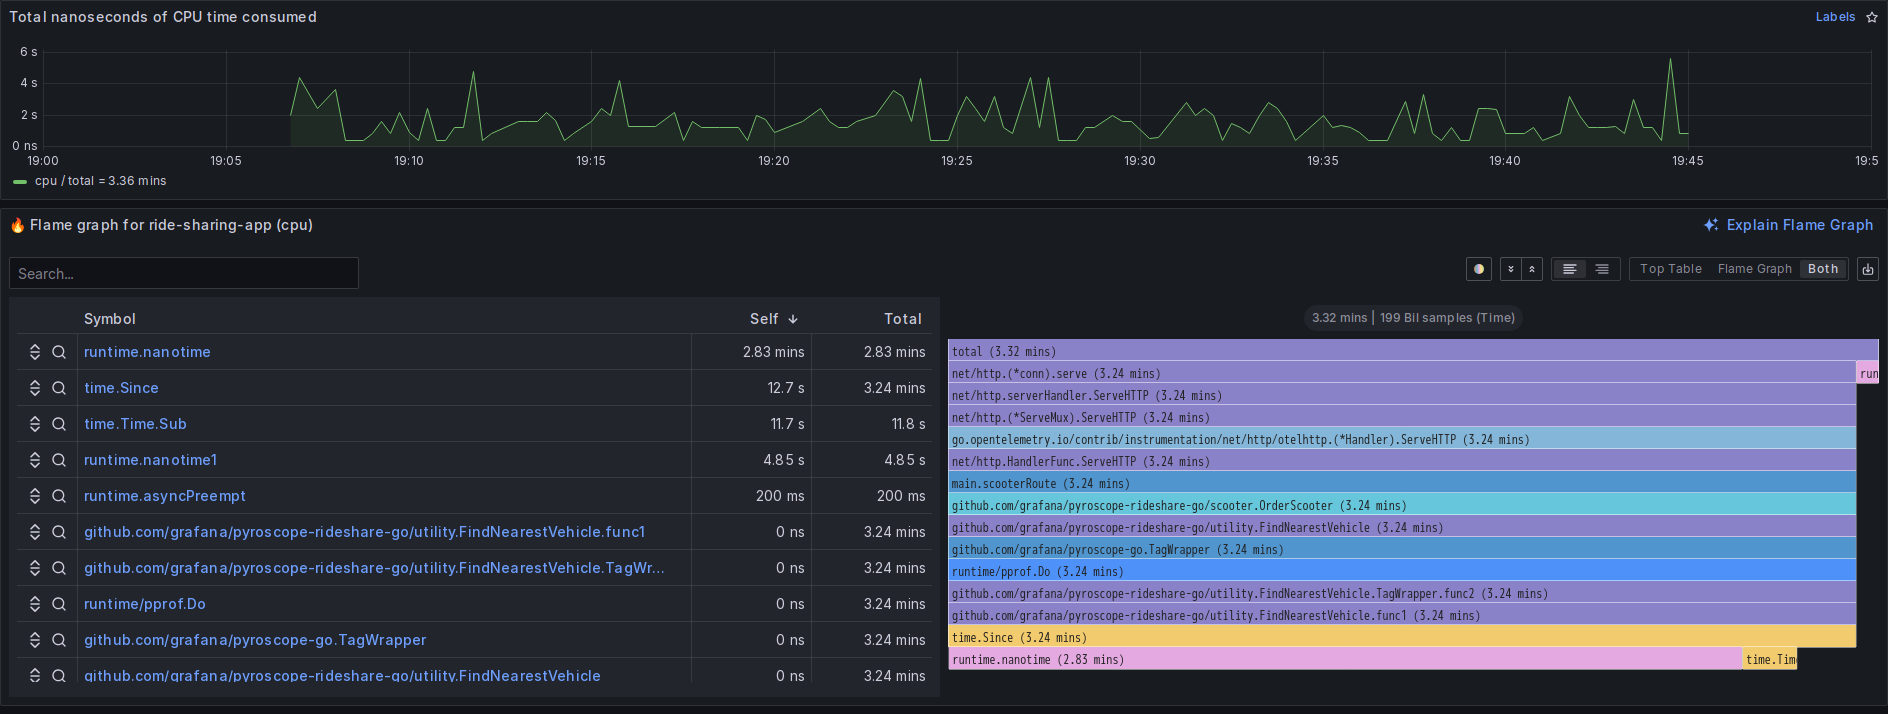 Total nanoseconds of CPU time consumed
Labels
6 s
4 s
2 s
0 ns
19:00 19:05 19:10 19:15 19:20 19:25 19:30 19:35 19:40 19:45 19:5
cpu / total = 3.36 mins
Flame graph for ride-sharing-app (cpu)
Explain Flame Graph
Search...
Top Table Flame Graph Both
Symbol Self Total
runtime.nanotime 2.83 mins 2.83 mins
time.Since 12.7 s 3.24 mins
time.Time.Sub 11.7 s 11.8 s
runtime.nanotime1 4.85 s 4.85 s
runtime.asyncPreempt 200 ms 200 ms
github.com/grafana/pyroscope-rideshare-go/utility.FindNearestVehicle.func1 0 ns 3.24 mins
github.com/grafana/pyroscope-rideshare-go/utility.FindNearestVehicle.TagWr... 0 ns 3.24 mins
runtime/pprof.Do 0 ns 3.24 mins
github.com/grafana/pyroscope-go.TagWrapper 0 ns 3.24 mins
github.com/grafana/pyroscope-rideshare-go/utility.FindNearestVehicle 0 ns 3.24 mins
3.32 mins | 199 Bil samples (Time)
total (3.32 mins)
net/http.(*conn).serve (3.24 mins) run
net/http.serverHandler.ServeHTTP (3.24 mins)
net/http.(*ServeMux).ServeHTTP (3.24 mins)
go.opentelemetry.io/contrib/instrumentation/net/http/otelhttp.(*Handler).ServeHTTP (3.24 mins)
net/http.HandlerFunc.ServeHTTP (3.24 mins)
main.scooterRoute (3.24 mins)
github.com/grafana/pyroscope-rideshare-go/scooter.OrderScooter (3.24 mins)
github.com/grafana/pyroscope-rideshare-go/utility.FindNearestVehicle (3.24 mins)
github.com/grafana/pyroscope-go.TagWrapper (3.24 mins)
runtime/pprof.Do (3.24 mins)
github.com/grafana/pyroscope-rideshare-go/utility.FindNearestVehicle.TagWrapper.func2 (3.24 mins)
github.com/grafana/pyroscope-rideshare-go/utility.FindNearestVehicle.func1 (3.24 mins)
time.Since (3.24 mins)
runtime.nanotime (2.83 mins) time.Tim